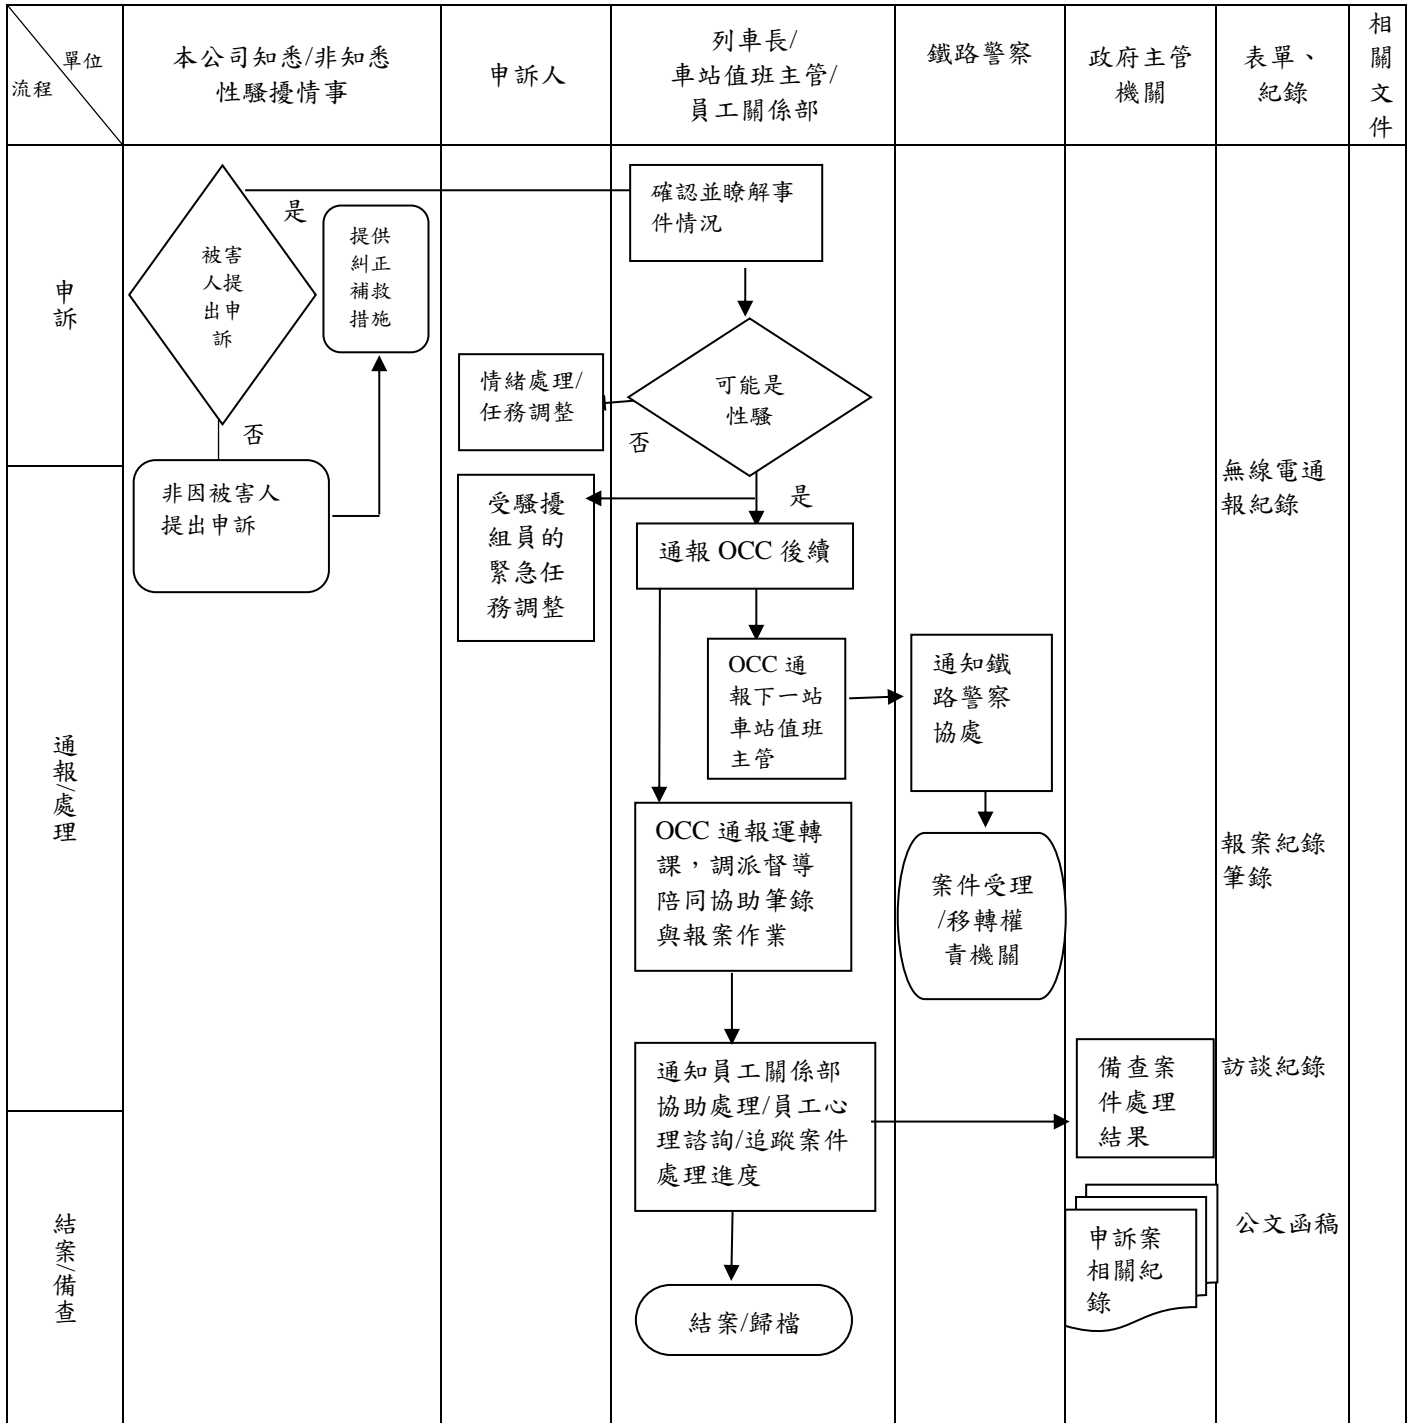 單位
流程
本公司知悉/非知悉
性騷擾情事
申訴人
列車長/
車站值班主管/
員工關係部
鐵路警察
政府主管
機關
表單、
紀錄
相
關
文
件
申
訴
被害
人提
出申
訴
是
提供
糾正
補救
措施
確認並瞭解事
件情況
可能是
性騷
情緒處理/
任務調整
否
否
非因被害人
提出申訴
通
報
/
處
理
受騷擾
組員的
緊急任
務調整
是
通報 OCC 後續
無線電通
報紀錄
OCC 通
報下一站
車站值班
主管
通知鐵
路警察
協處
OCC 通報運轉
課，調派督導
陪同協助筆錄
與報案作業
案件受理
/移轉權
責機關
報案紀錄
筆錄
通知員工關係部
協助處理/員工心
理諮詢/追蹤案件
處理進度
備查案
件處理
結果
訪談紀錄
結
案
/
備
查
結案/歸檔
申訴案
相關紀
錄
公文函稿